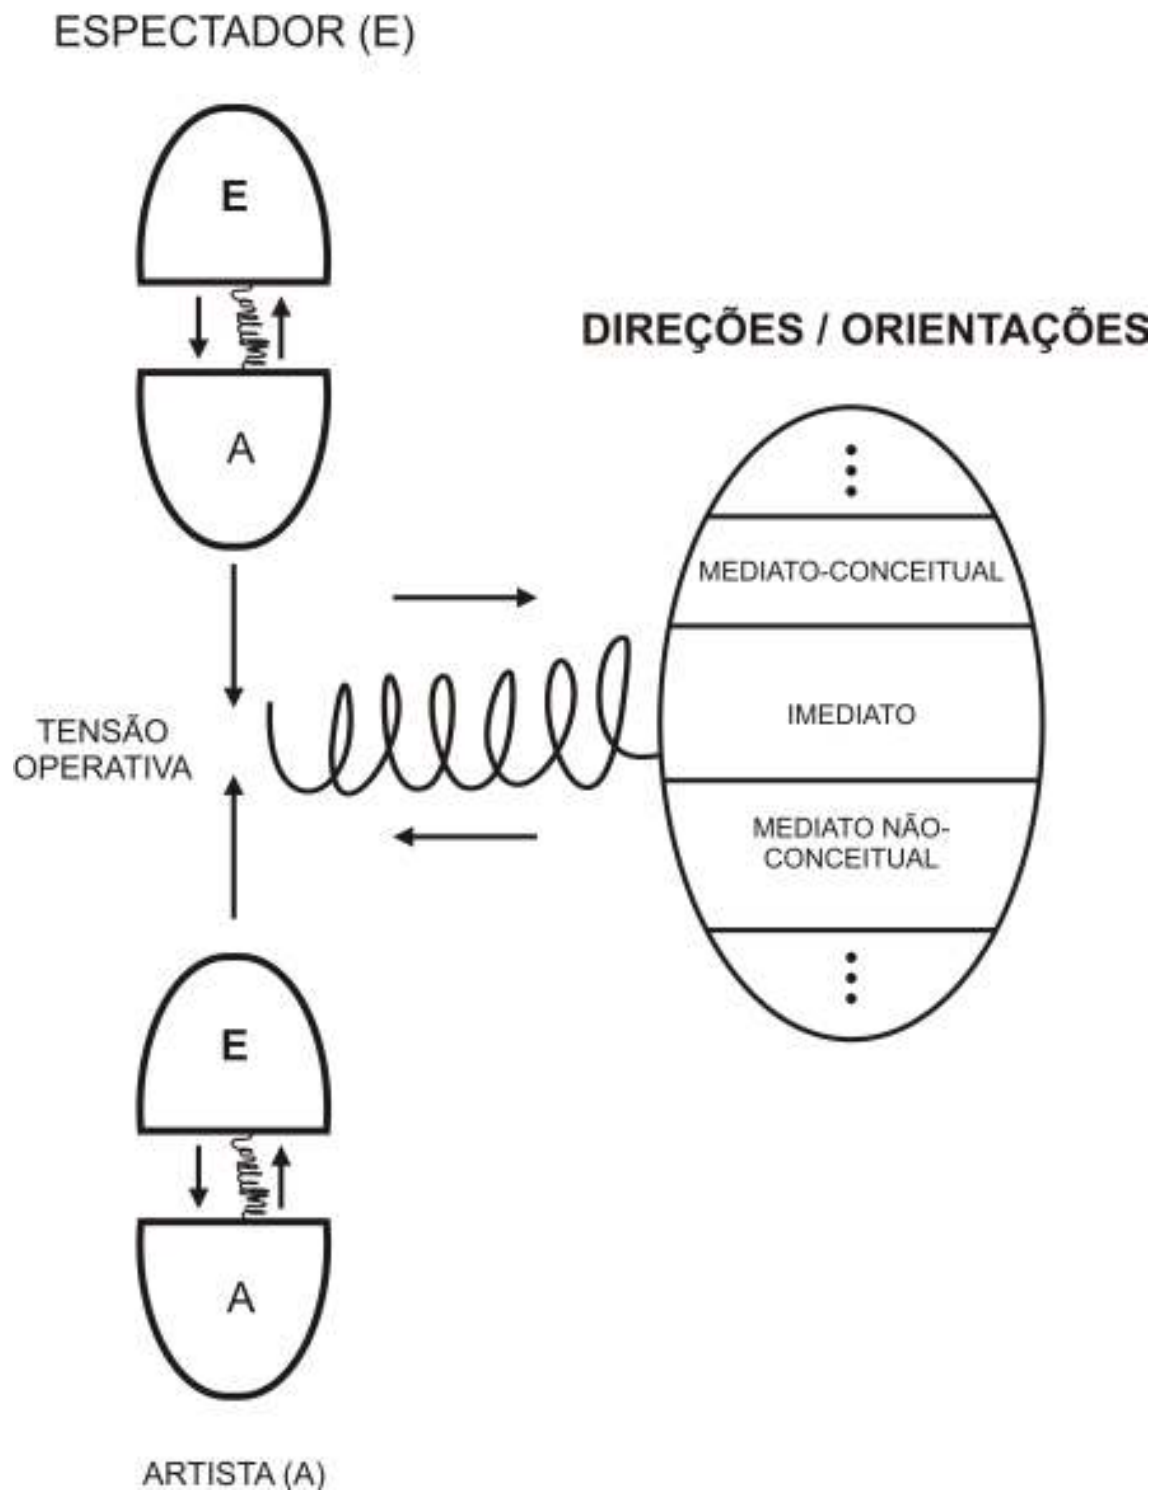 ESPECTADOR (E)
E
A
DIREÇÕES / ORIENTAÇÕES
MEDIATO-CONCEITUAL
IMEDIATO
MEDIATO NÃO-
CONCEITUAL
TENSÃO
OPERATIVA
E
A
ARTISTA (A)